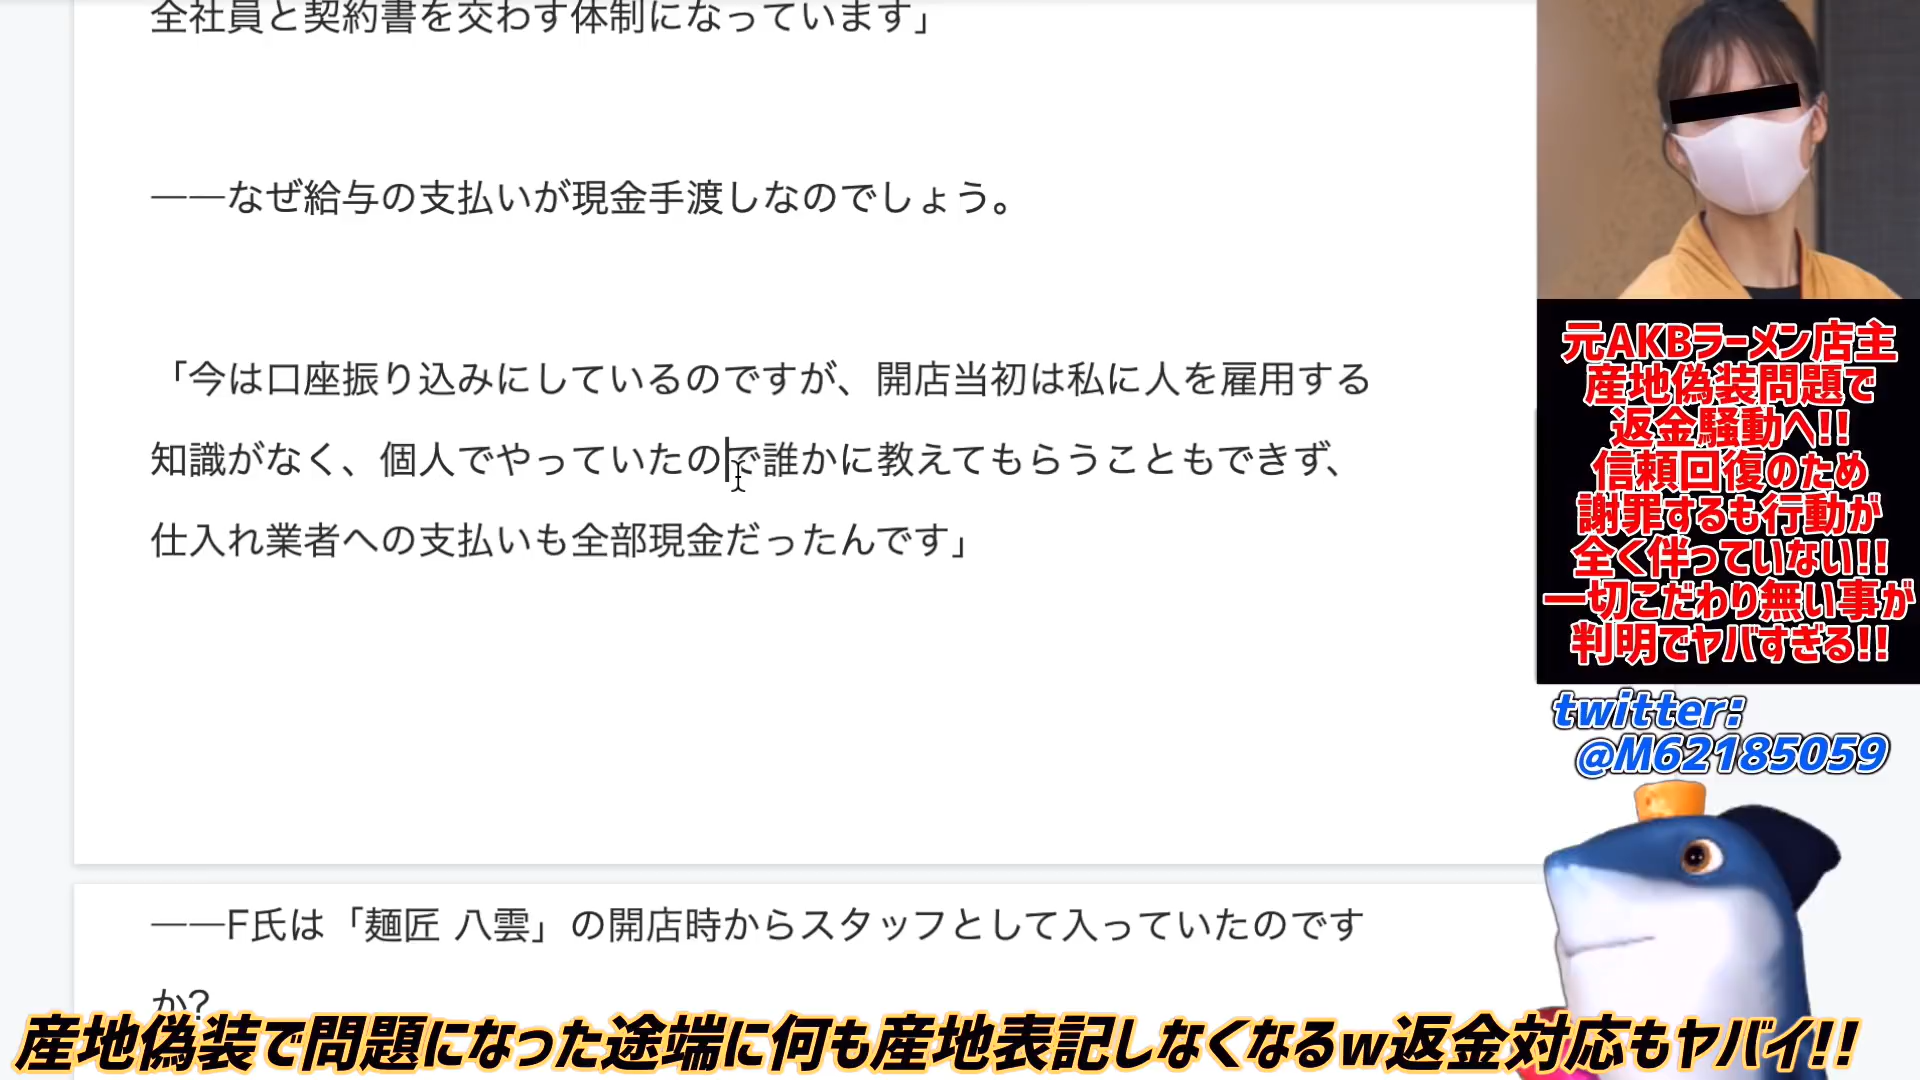 全社員と契約書を交わす体制になっています」
——なぜ給与の支払いが現金手渡しなのでしょう。
「今は口座振り込みにしているのですが、開店当初は私に人を雇用する
知識がなく、個人でやっていたので誰かに教えてもらうこともできず、
仕入れ業者への支払いも全部現金だったんです」
——F氏は「麺匠 八雲」の開店時からスタッフとして入っていたのです
か?
元AKBラーメン店主
産地偽装問題で
返金騒動へ!!
信頼回復のため
謝罪するも行動が
全く伴っていない!!
一切こだわり無い事が
判明でヤバすぎる!!
twitter:
@M62185059
産地偽装で問題になった途端に何も産地表記しなくなるw返金対応もヤバイ!!